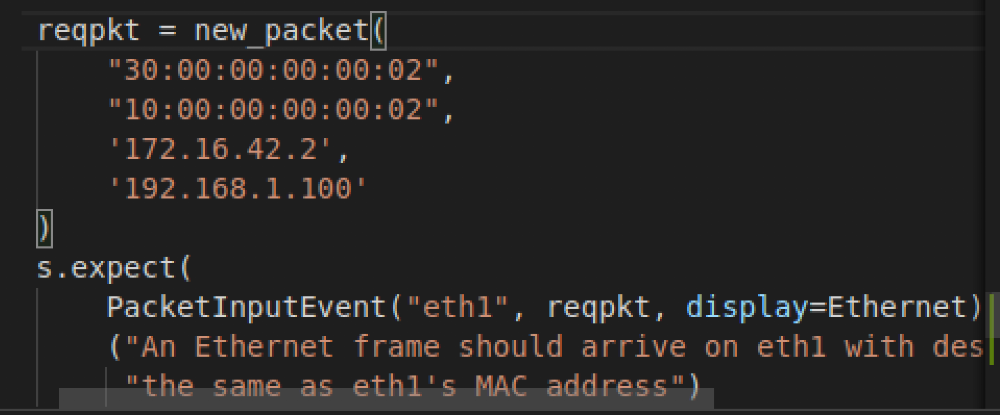 reqpkt = new_packet(
"30:00:00:00:00:02",
"10:00:00:00:00:02",
'172.16.42.2',
'192.168.1.100'
)
s.expect(
PacketInputEvent("eth1", reqpkt, display=Ethernet)
("An Ethernet frame should arrive on eth1 with des
"the same as eth1's MAC address")